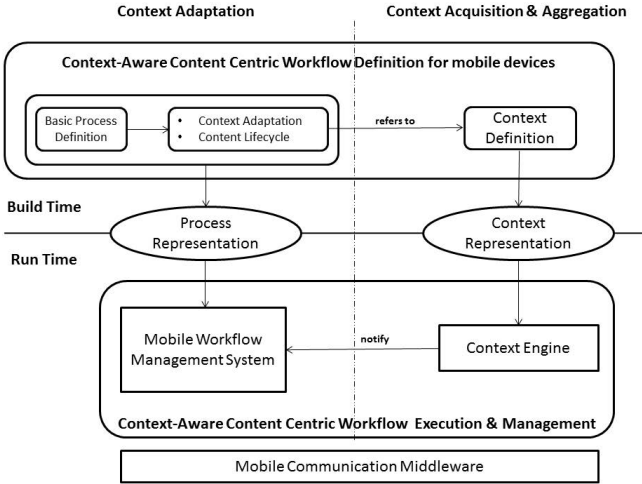 Context Adaptation
Context Acquisition & Aggregation
Context-Aware Content Centric Workflow Definition for mobile devices
Basic Process
Definition
• Context Adaptation
• Content Lifecycle
refers to
Context
Definition
Build Time
Process
Representation
Context
Representation
Run Time
Mobile Workflow
Management System
notify
Context Engine
Context-Aware Content Centric Workflow Execution & Management
Mobile Communication Middleware